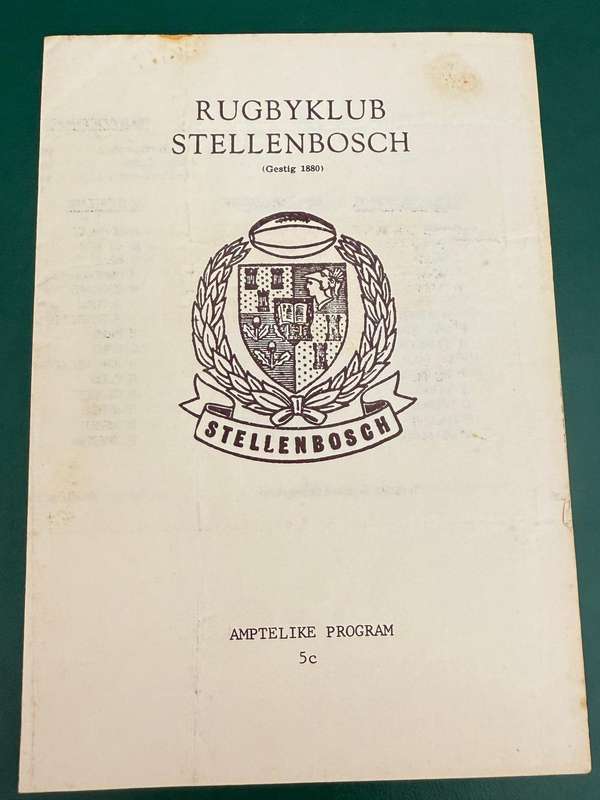 RUGBYKLUB
STELLENBOSCH
(Gestig 1880)
STELLENBOSCH
AMPTELIKE PROGRAM
5c